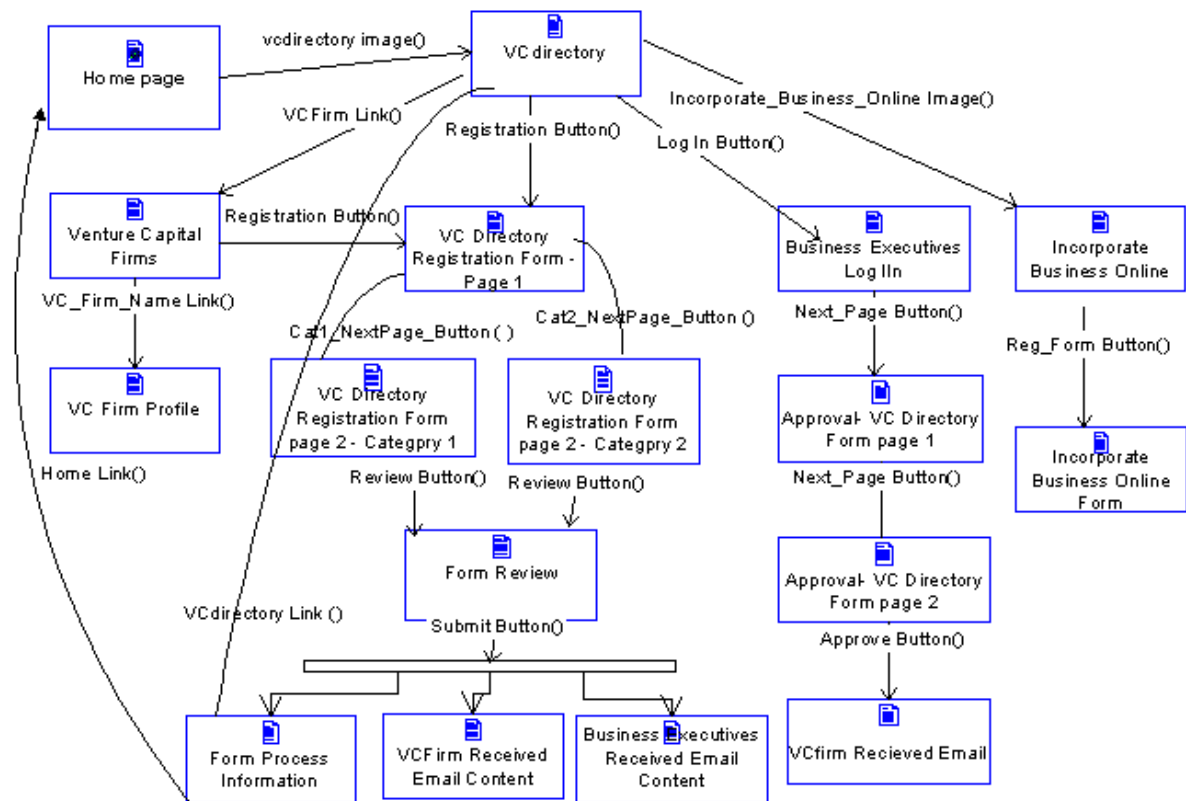 vcdirectory image()
VCdirectory
Home page
Incorporate_Business_Online Image()
VCFirm Link()
Registration Button()
Log In Button()
Venture Capital
Firms
Registration Button()
VC Directory
Registration Form -
Page 1
Business Executives
Log IIn
Incorporate
Business Online
VC_Firm_Name Link()
Cat1_NextPage_Button ( )
Cat2_NextPage_Button ()
Next_Page Button()
Reg_Form Button()
VC Firm Profile
VC Directory
Registration Form
page 2 - Categpry 1
VC Directory
Registration Form
page 2 - Categpry 2
Approval- VC Directory
Form page 1
Incorporate
Business Online
Form
Home Link()
Review Button()
Review Button()
Next_Page Button()
Form Review
Approval- VC Directory
Form page 2
VCdirectory Link ()
Submit Button()
Approve Button()
Form Process
Information
VCFirm Received
Email Content
Business Executives
Received Email
Content
VCfirm Recieved Email